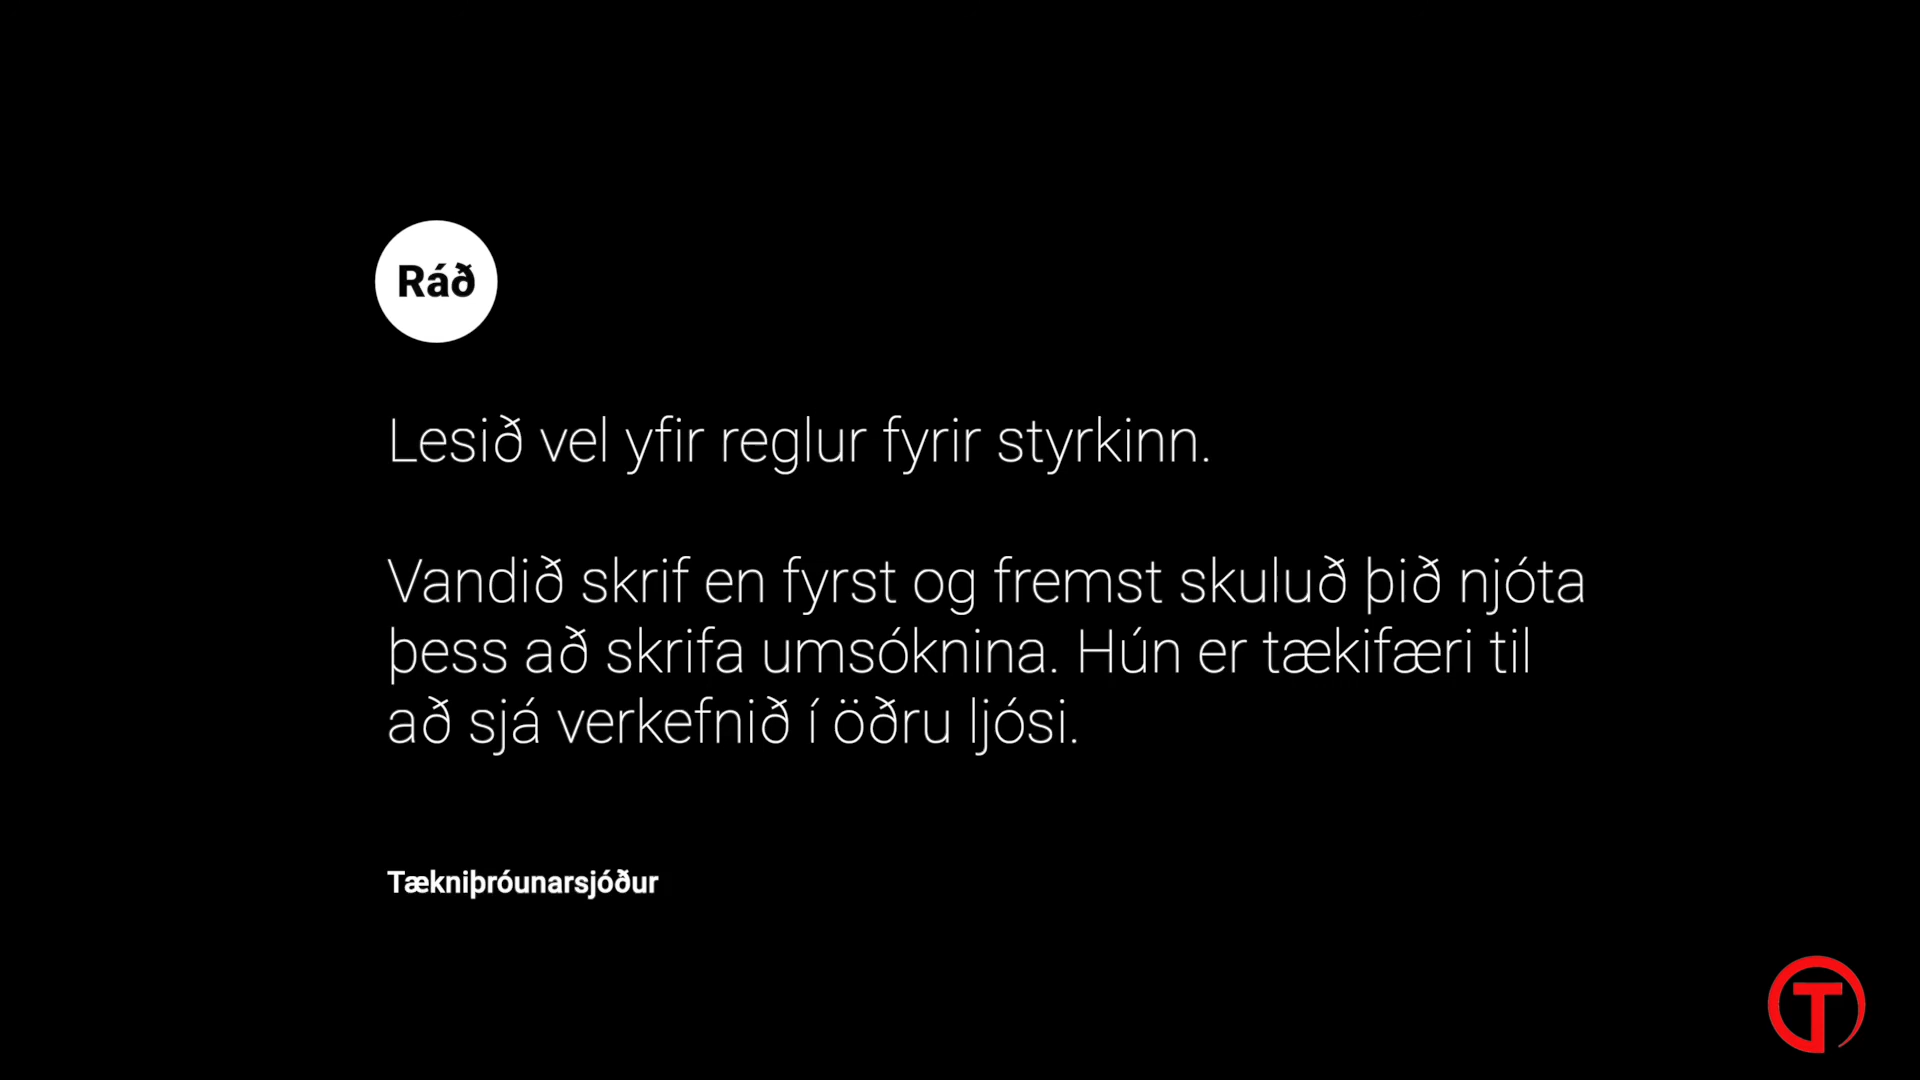 Ráð
Lesið vel yfir reglur fyrir styrkinn.
Vandið skrif en fyrst og fremst skuluð þið njóta
þess að skrifa umsóknina. Hún er tækifæri til
að sjá verkefnið í öðru ljósi.
Tækniþróunarsjóður
T